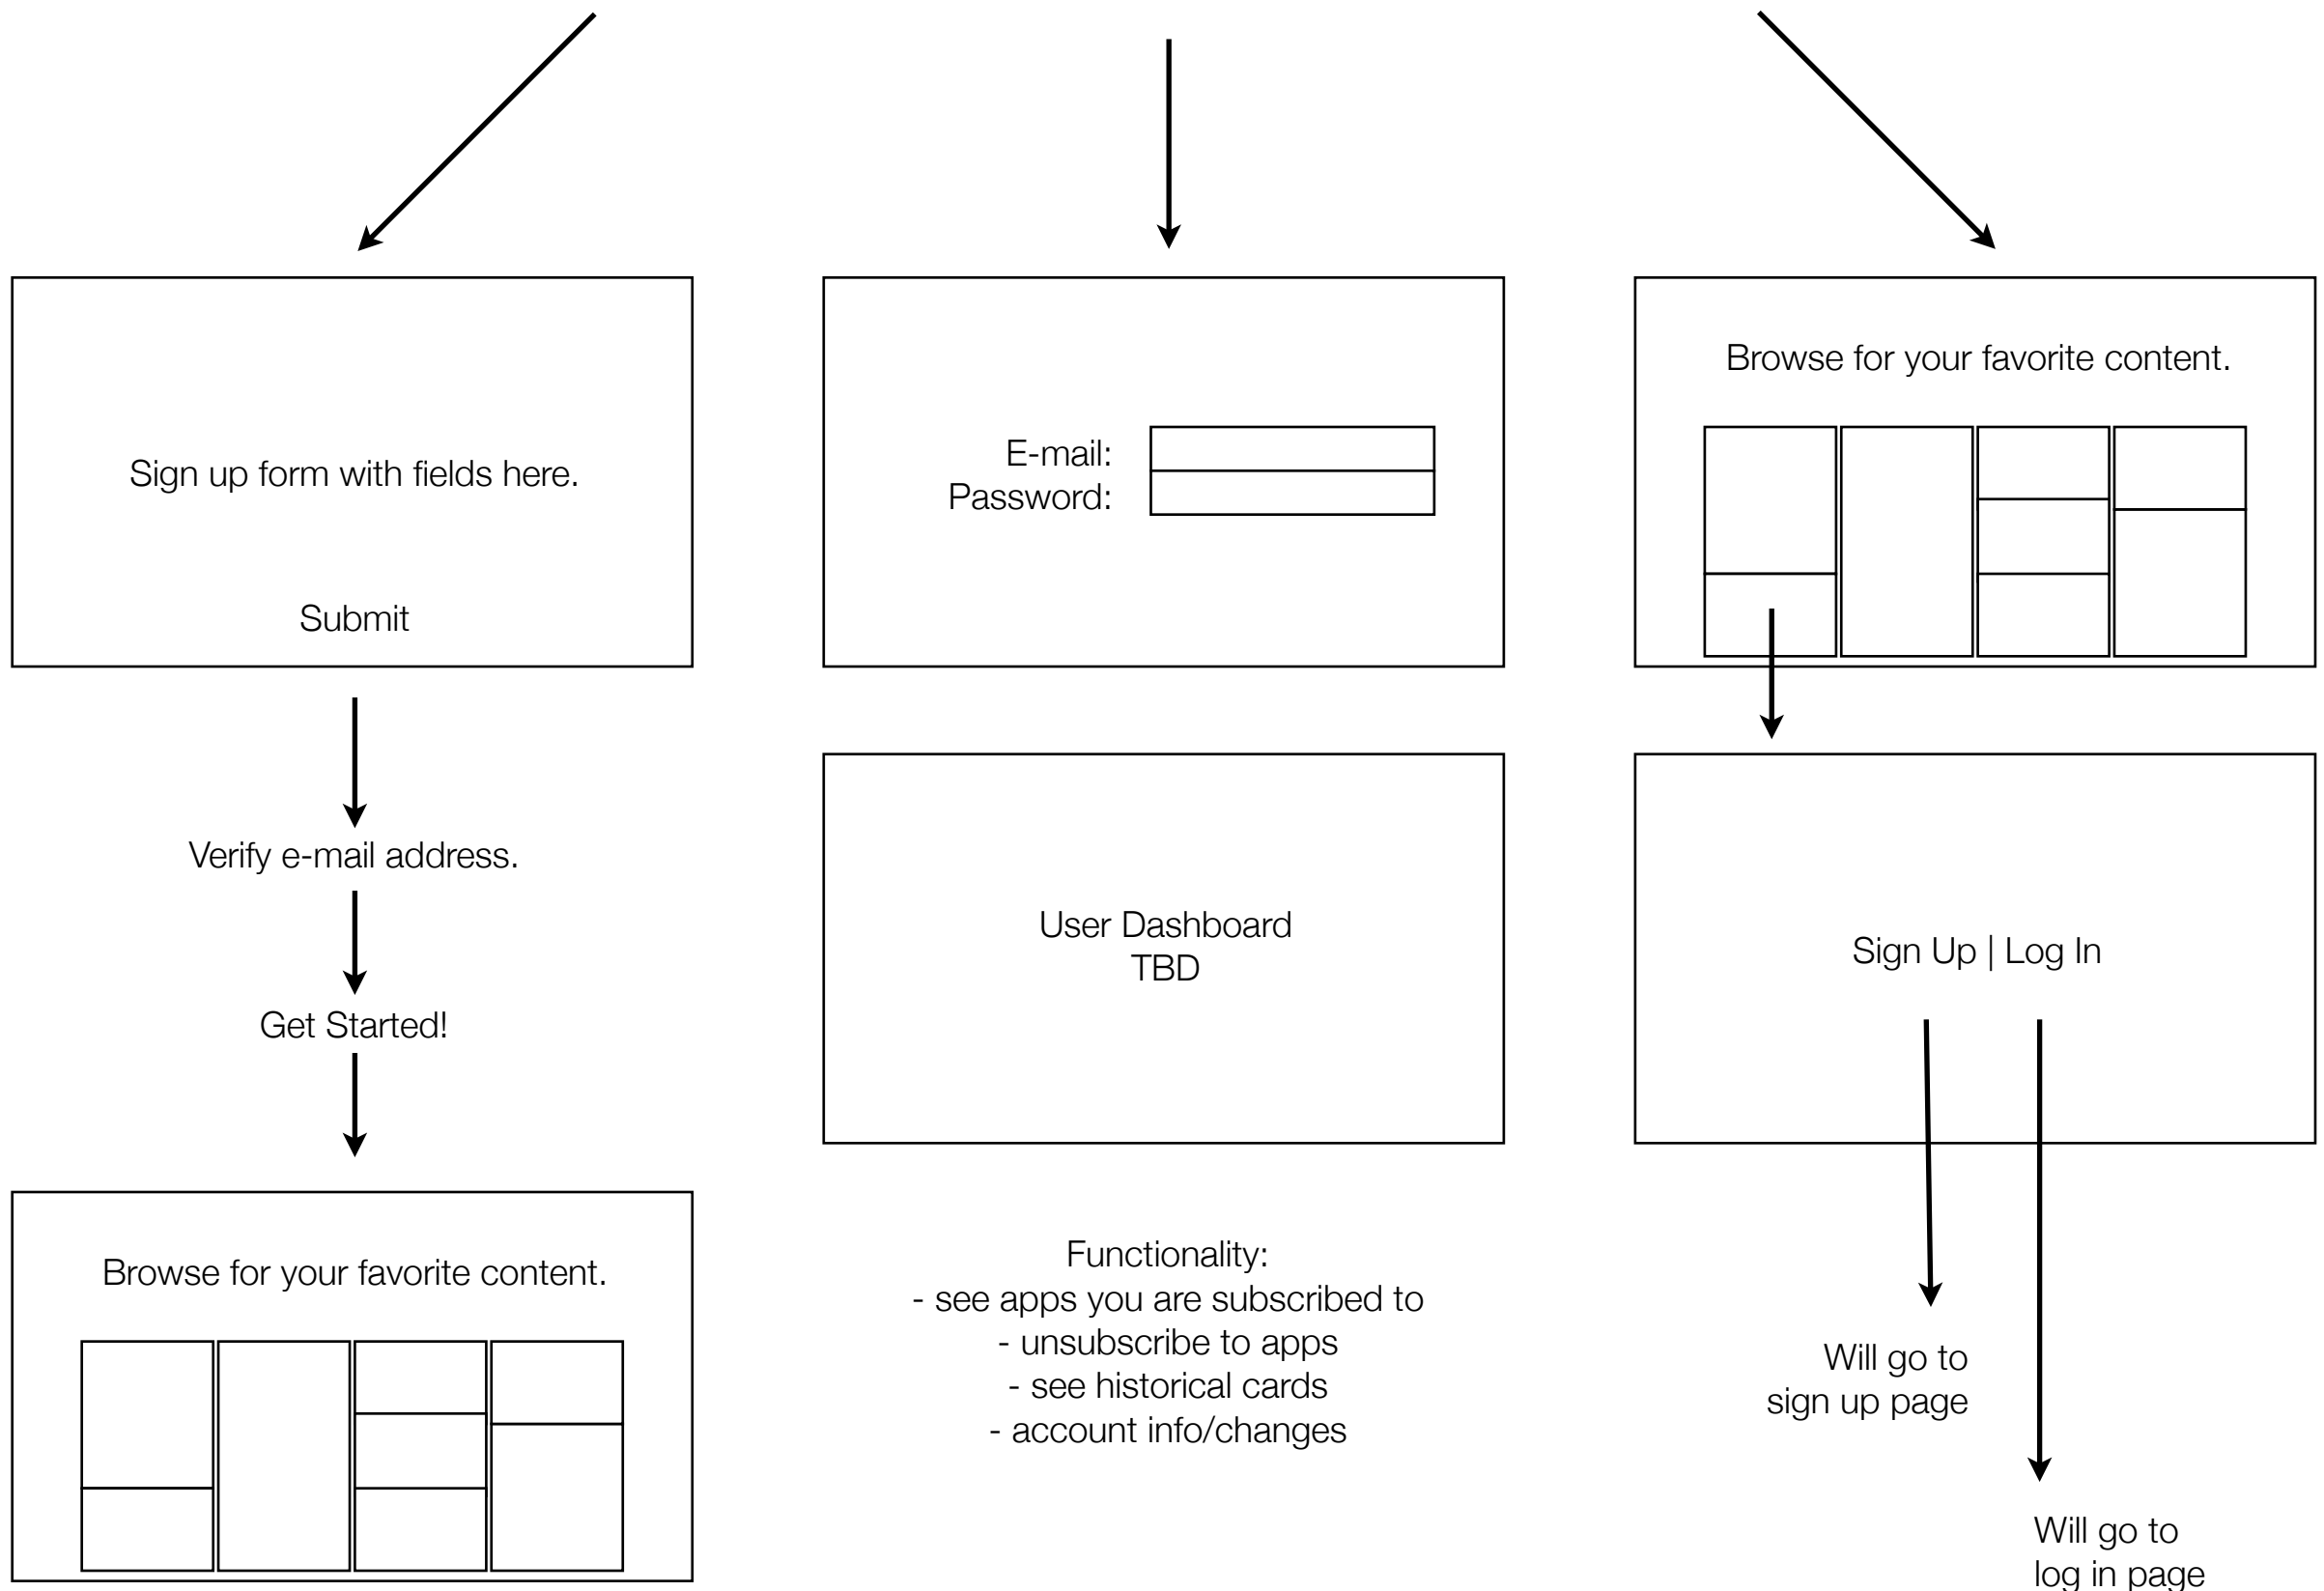 Sign up form with fields here.
Submit
Verify e-mail address.
Get Started!
Browse for your favorite content.
E-mail:
Password:
User Dashboard
TBD
Functionality:
- see apps you are subscribed to
- unsubscribe to apps
- see historical cards
- account info/changes
Browse for your favorite content.
Sign Up | Log In
Will go to
sign up page
Will go to
log in page